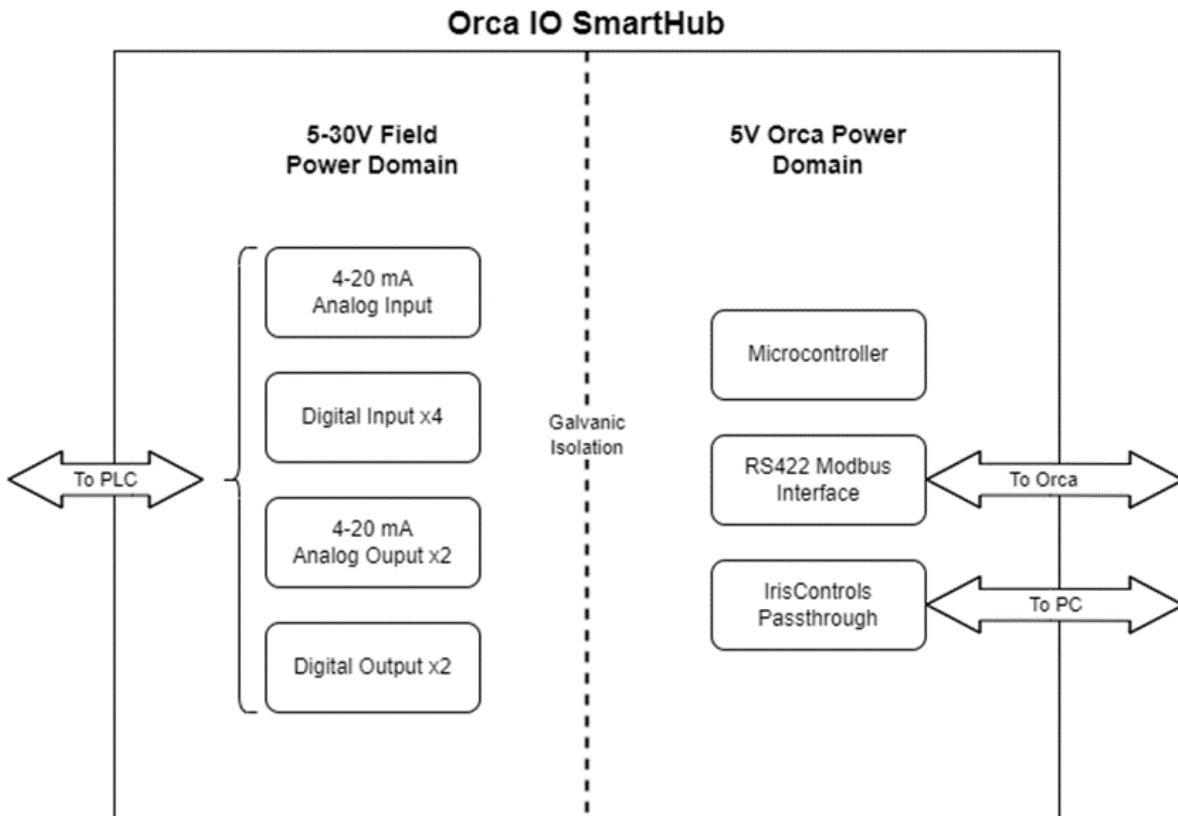 Orca IO SmartHub
5-30V Field
Power Domain
5V Orca Power
Domain
4-20 mA
Analog Input
Digital Input x4
4-20 mA
Analog Ouput x2
Digital Output x2
To PLC
Galvanic
Isolation
Microcontroller
RS422 Modbus
Interface
To Orca
IrisControls
Passthrough
To PC